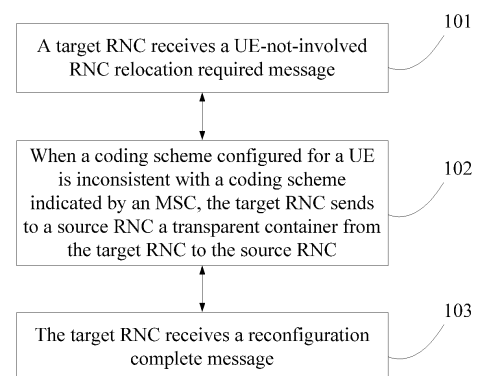 101
A target RNC receives a UE-not-involved
RNC relocation required message
When a coding scheme configured for a UE
is inconsistent with a coding scheme
indicated by an MSC, the target RNC sends
to a source RNC a transparent container from
the target RNC to the source RNC
102
103
The target RNC receives a reconfiguration
complete message